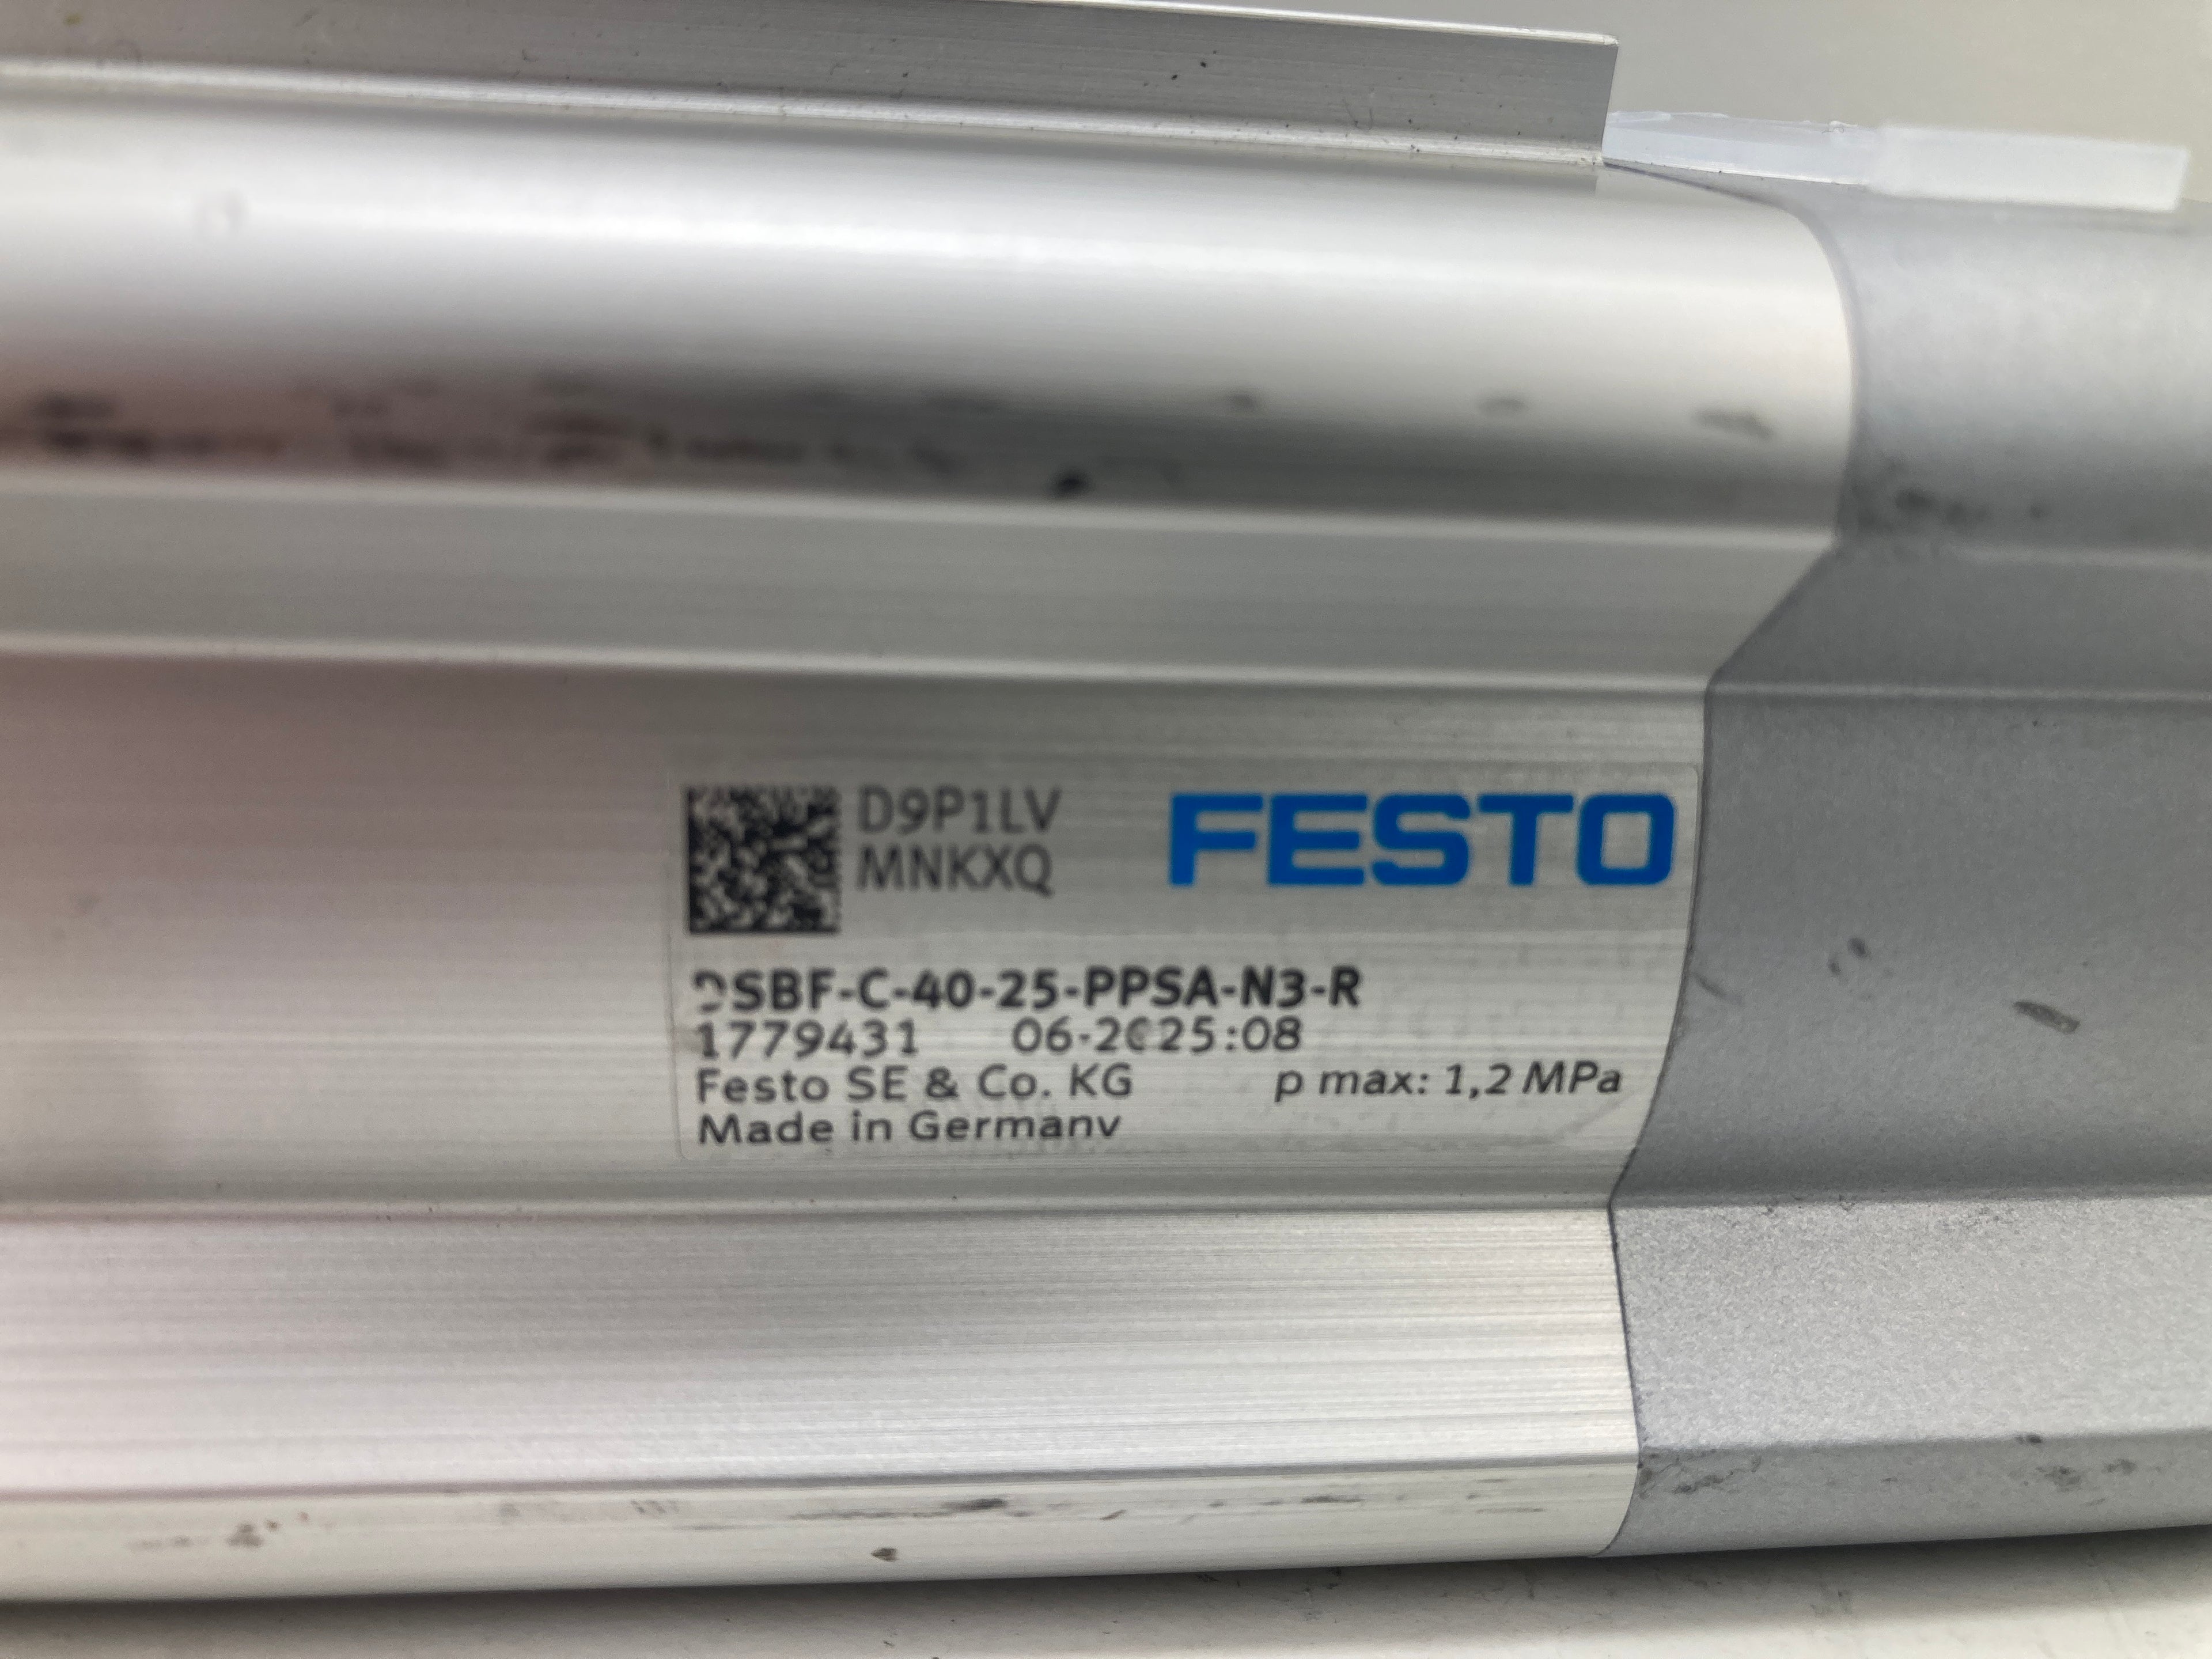 D9P1LV
MNKXQ
FESTO
DSBF-C-40-25-PPSA-N3-R
1779431 06-2025:08
Festo SE & Co. KG p max: 1,2 MPa
Made in Germany